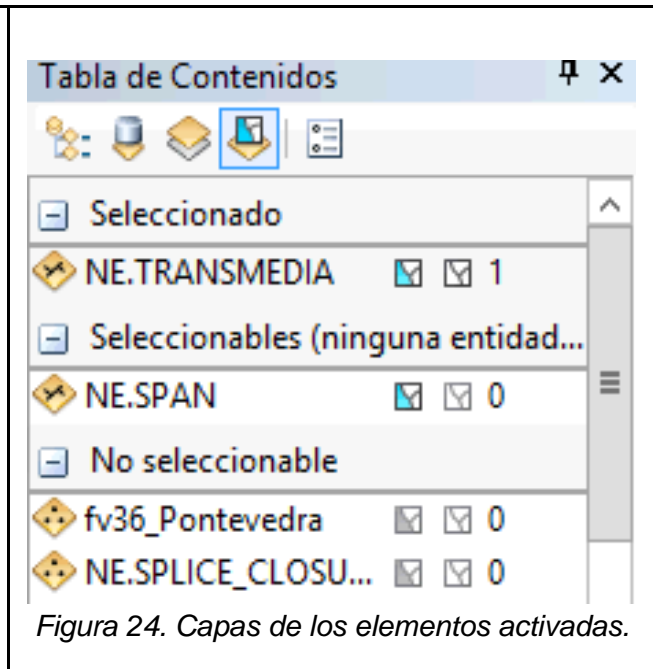 Tabla de Contenidos
Seleccionado
NE.TRANSMEDIA 1
Seleccionables (ninguna entidad...
NE.SPAN 0
No seleccionable
fv36_Pontevedra 0
NE.SPLICE_CLOSU... 0
Figura 24. Capas de los elementos activadas.